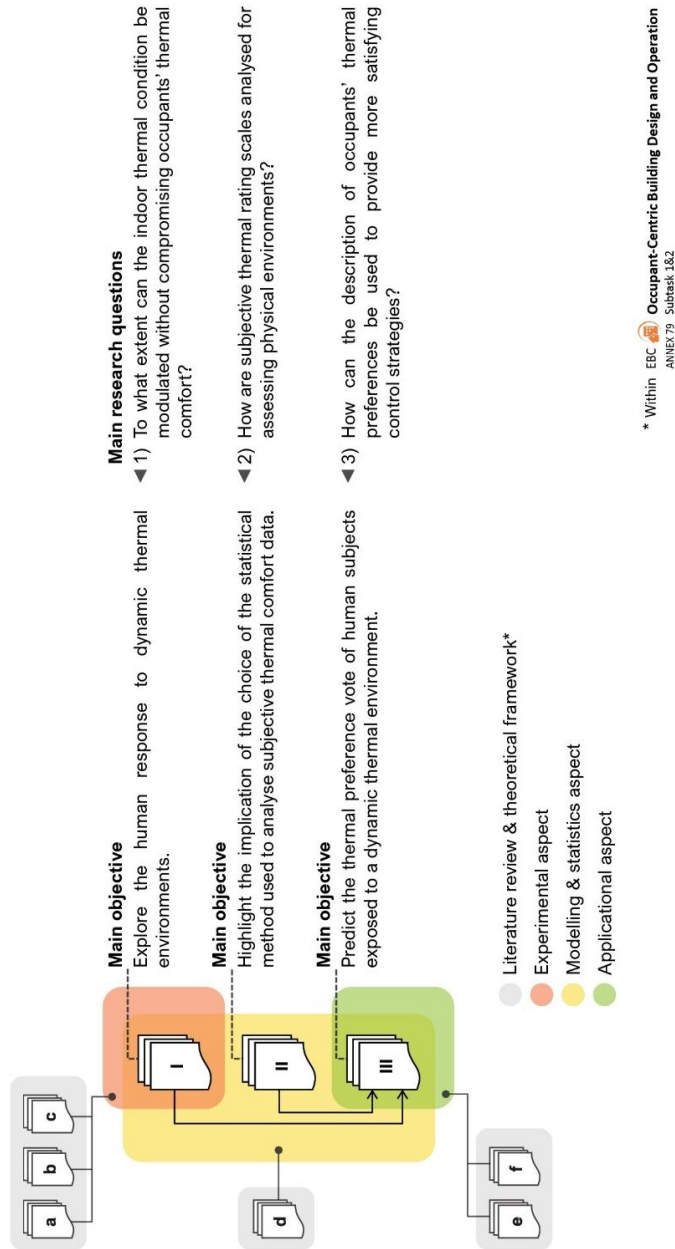 a
b
c
d
e
f
I
II
III
Main objective
Explore the human response to dynamic thermal
environments.
Main objective
Highlight the implication of the choice of the statistical
method used to analyse subjective thermal comfort data.
Main objective
Predict the thermal preference vote of human subjects
exposed to a dynamic thermal environment.
Main research questions
1) To what extent can the indoor thermal condition be
modulated without compromising occupants' thermal
comfort?
2) How are subjective thermal rating scales analysed for
assessing physical environments?
3) How can the description of occupants' thermal
preferences be used to provide more satisfying
control strategies?
Literature review & theoretical framework*
Experimental aspect
Modelling & statistics aspect
Applicational aspect
* Within EBC Occupant-Centric Building Design and Operation
ANNEX 79 Subtask 1&2